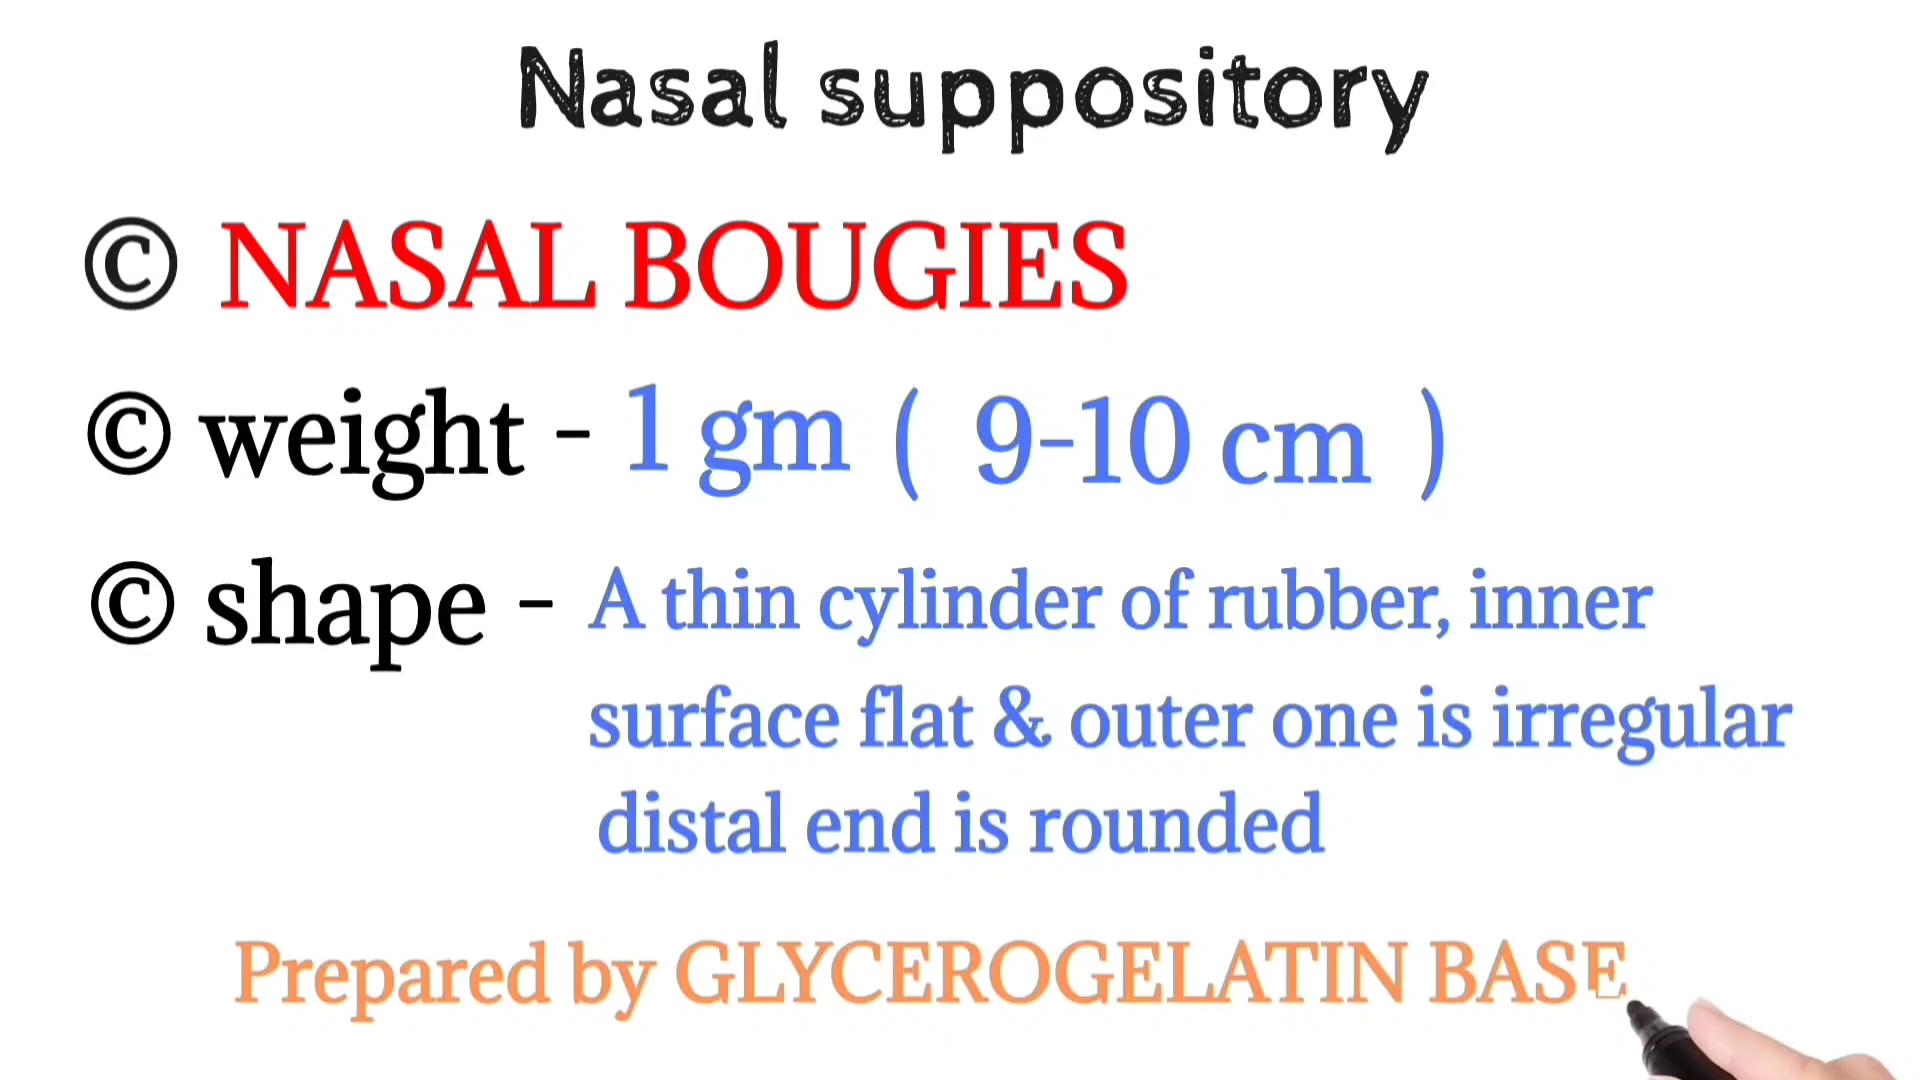 Nasal suppository
© NASAL BOUGIES
© weight - 1 gm ( 9-10 cm )
© shape - A thin cylinder of rubber, inner
surface flat & outer one is irregular
distal end is rounded
Prepared by GLYCEROGELATIN BASE